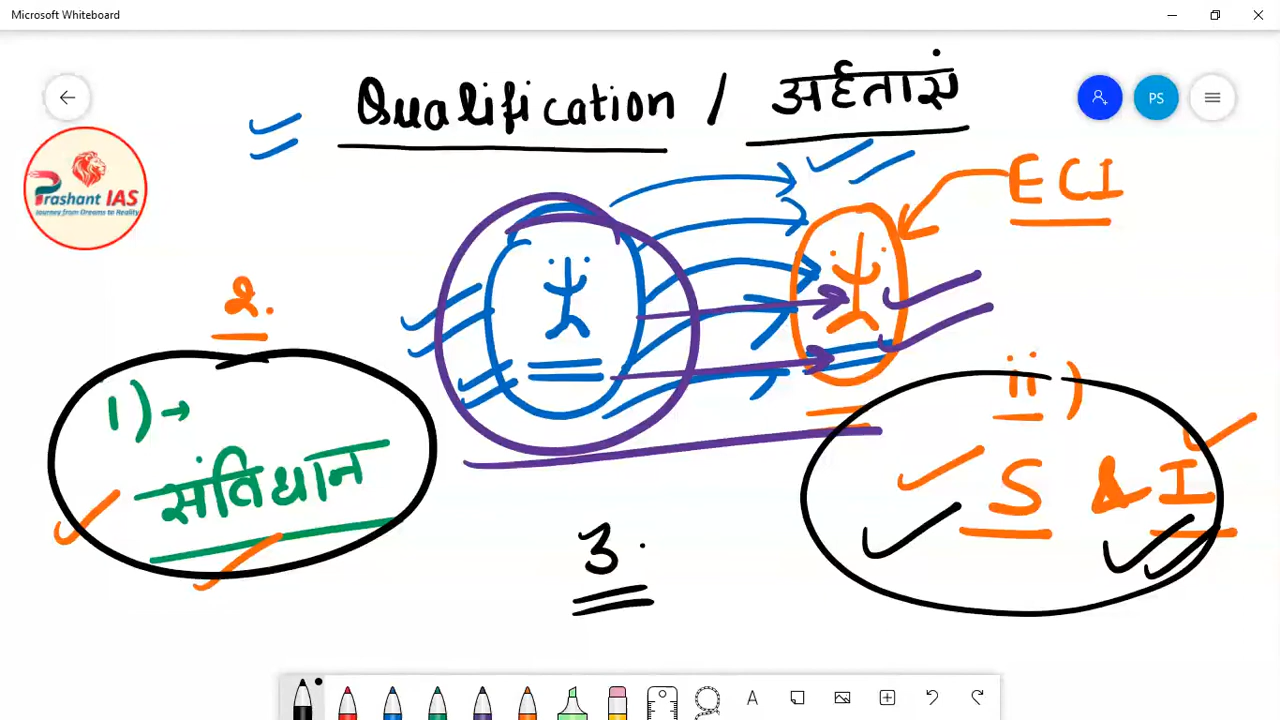 Microsoft Whiteboard
Qualification / अर्हताएं
PS
Prashant IAS
Journey from Dreams to Reality
ECI
2.
1) →
संविधान
ii)
S & I
3.
A